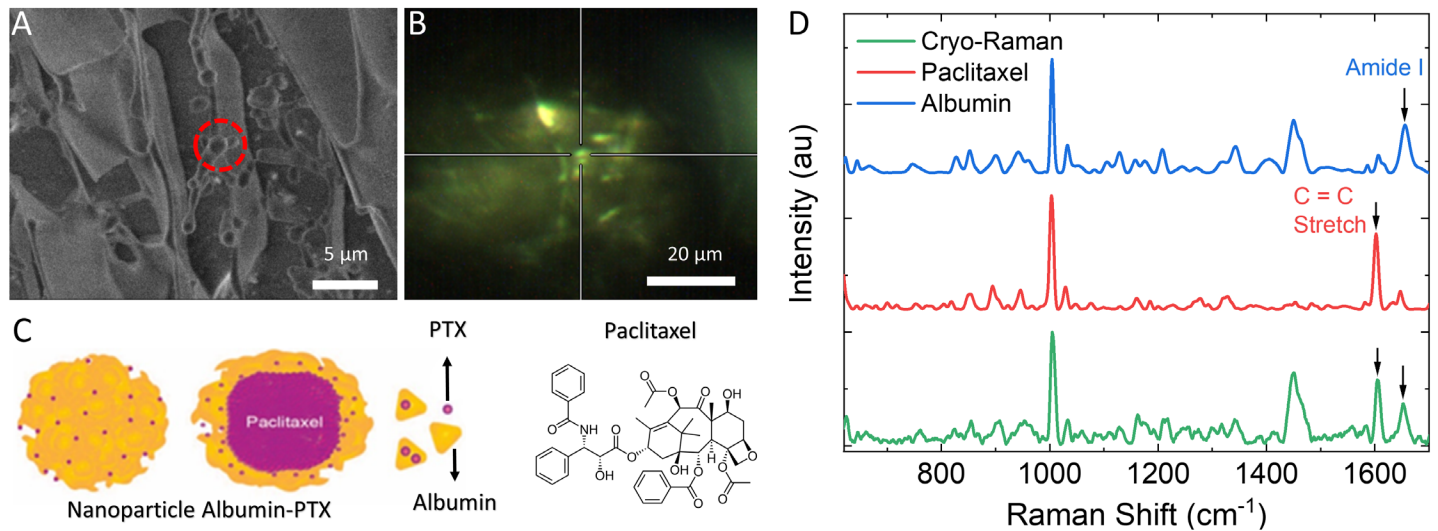 A
5 μm
B
20 μm
C
PTX
Paclitaxel
Paclitaxel
Nanoparticle Albumin-PTX
Albumin
O
O
O
OH
O
NH
O
O
O
OH
OH
O
O
H
O
O
O
O
D
Cryo-Raman
Paclitaxel
Albumin
Amide I
C = C
Stretch
Intensity (au)
800 1000 1200 1400 1600
Raman Shift (cm⁻¹)